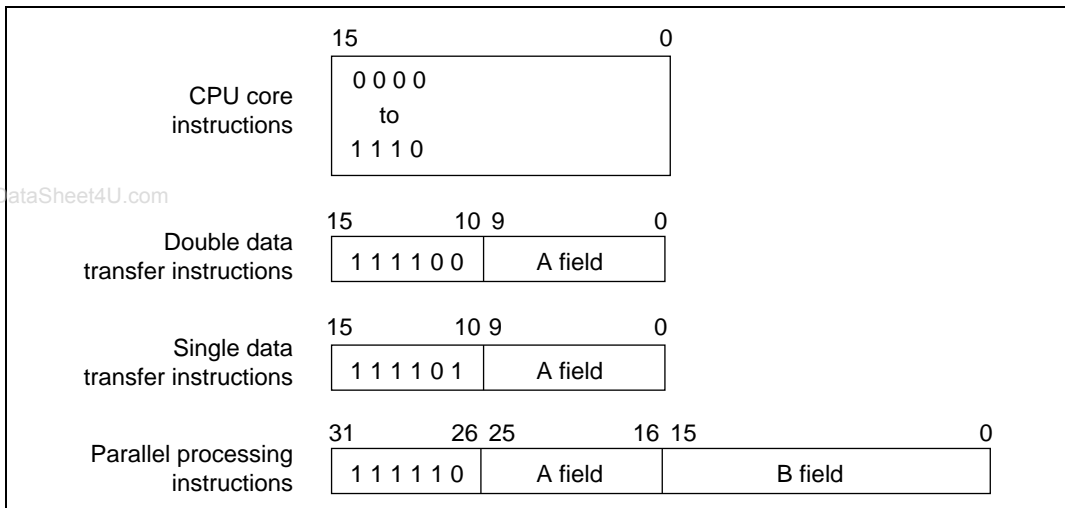 15 0
CPU core
instructions
0 0 0 0
to
1 1 1 0
DataSheet4U.com
15 10 9 0
Double data
transfer instructions
1 1 1 1 0 0 A field
15 10 9 0
Single data
transfer instructions
1 1 1 1 0 1 A field
31 26 25 16 15 0
Parallel processing
instructions
1 1 1 1 1 0 A field B field